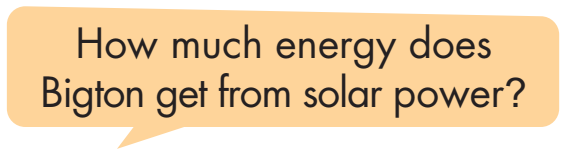 How much energy does
Bigton get from solar power?